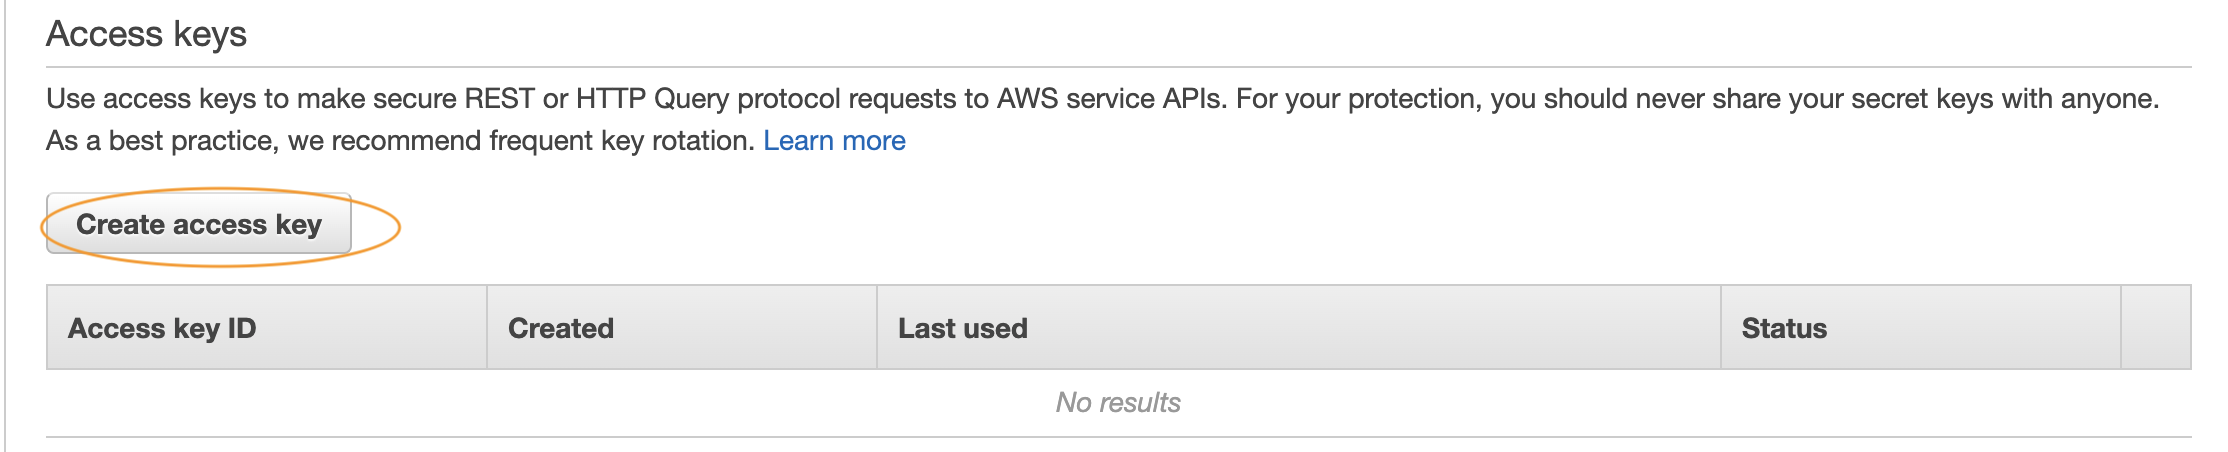 Access keys
Use access keys to make secure REST or HTTP Query protocol requests to AWS service APIs. For your protection, you should never share your secret keys with anyone.
As a best practice, we recommend frequent key rotation. Learn more
Create access key
Access key ID Created Last used Status
No results